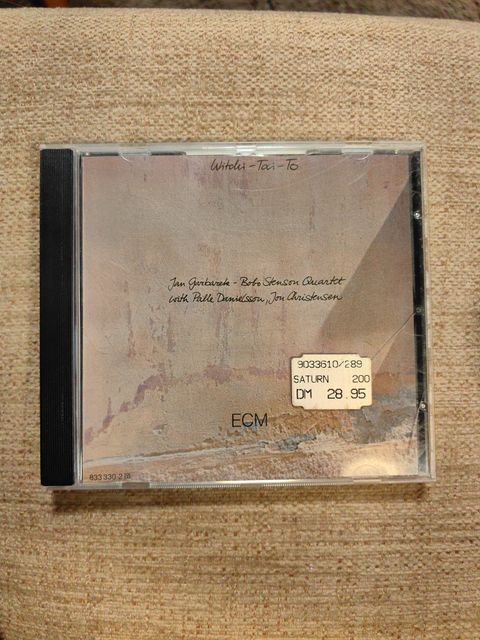 Witchi-Tai-To
Jan Garbarek - Bobo Stenson Quartet
with Palle Danielsson, Jon Christensen
9033610/289
SATURN 200
DM 28.95
ECM
833 330-2